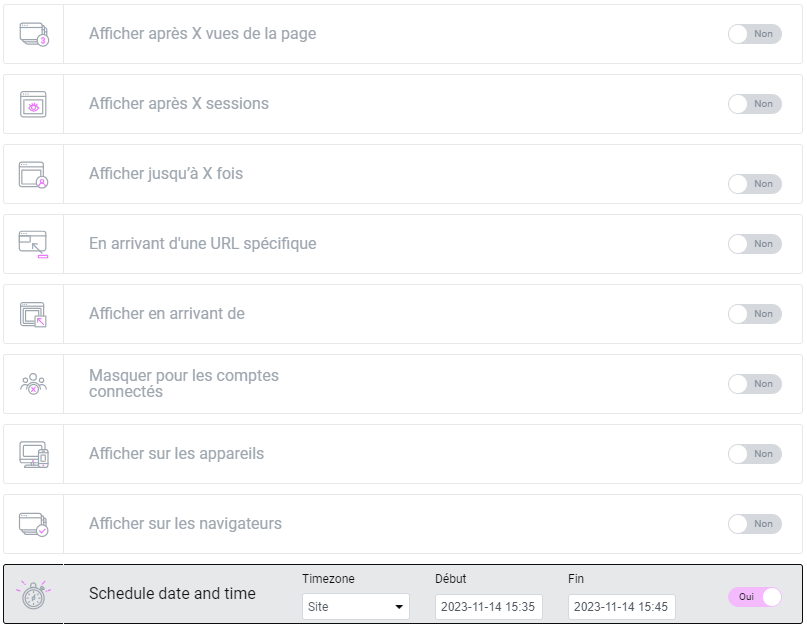 Afficher après X vues de la page
Non
3
Afficher après X sessions
Non
Afficher jusqu'à X fois
Non
En arrivant d'une URL spécifique
Non
Afficher en arrivant de
Non
Masquer pour les comptes
connectés
Non
Afficher sur les appareils
Non
Afficher sur les navigateurs
Non
Timezone
Début
Fin
Schedule date and time
Site
2023-11-14 15:35
2023-11-14 15:45
Oui